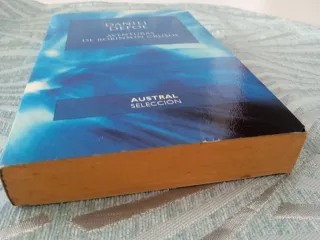 DANIEL
DEFOE
AVENTURAS
DE ROBINSON CRUSOE
AUSTRAL
SELECCIÓN